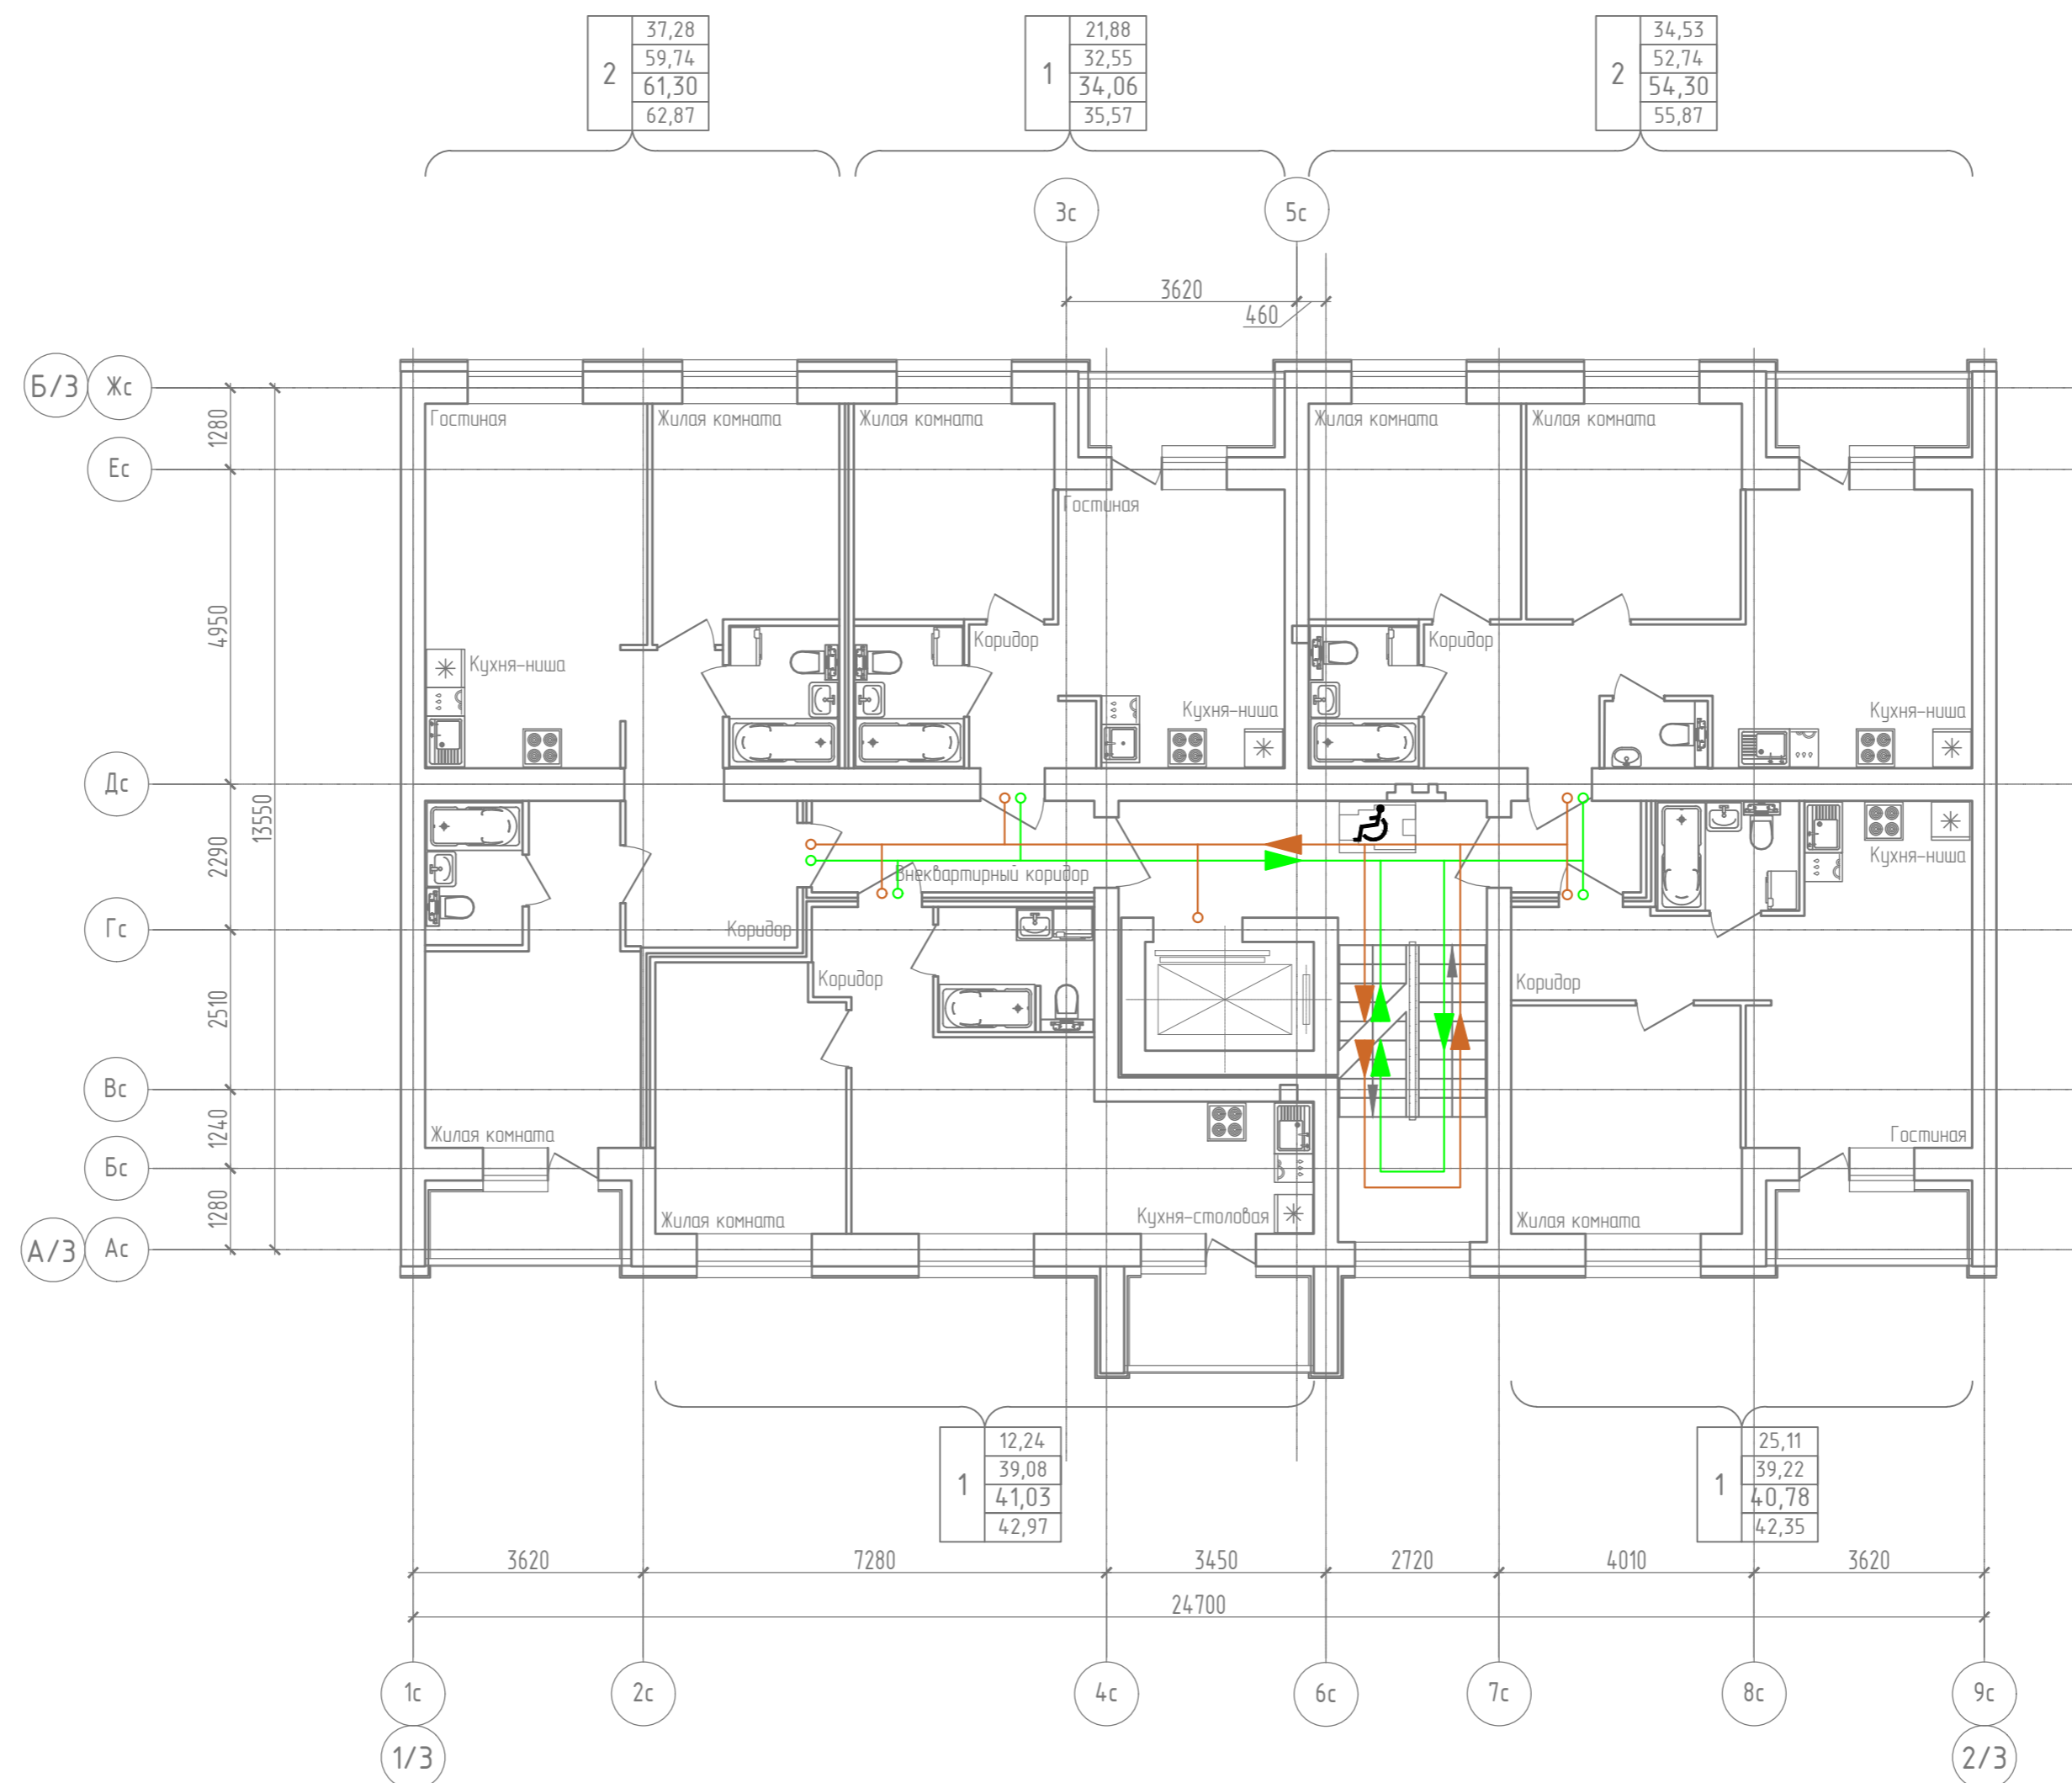 2
37,28
59,74
61,30
62,87
1
21,88
32,55
34,06
35,57
2
34,53
52,74
54,30
55,87
3с
5с
3620
460
Б/3
Жс
Ес
Дс
Гс
Вс
Бс
А/3
Ас
1280
4950
2290
2510
1240
1280
13550
Гостиная
Жилая комната
Жилая комната
Жилая комната
Жилая комната
Гостиная
Кухня-ниша
Коридор
Коридор
Кухня-ниша
Кухня-ниша
Кухня-ниша
Внеквартирный коридор
Коридор
Коридор
Коридор
Жилая комната
Гостиная
Жилая комната
Кухня-столовая
Жилая комната
1
12,24
39,08
41,03
42,97
1
25,11
39,22
40,78
42,35
3620
7280
3450
2720
4010
3620
24700
1с
2с
4с
6с
7с
8с
9с
1/3
2/3